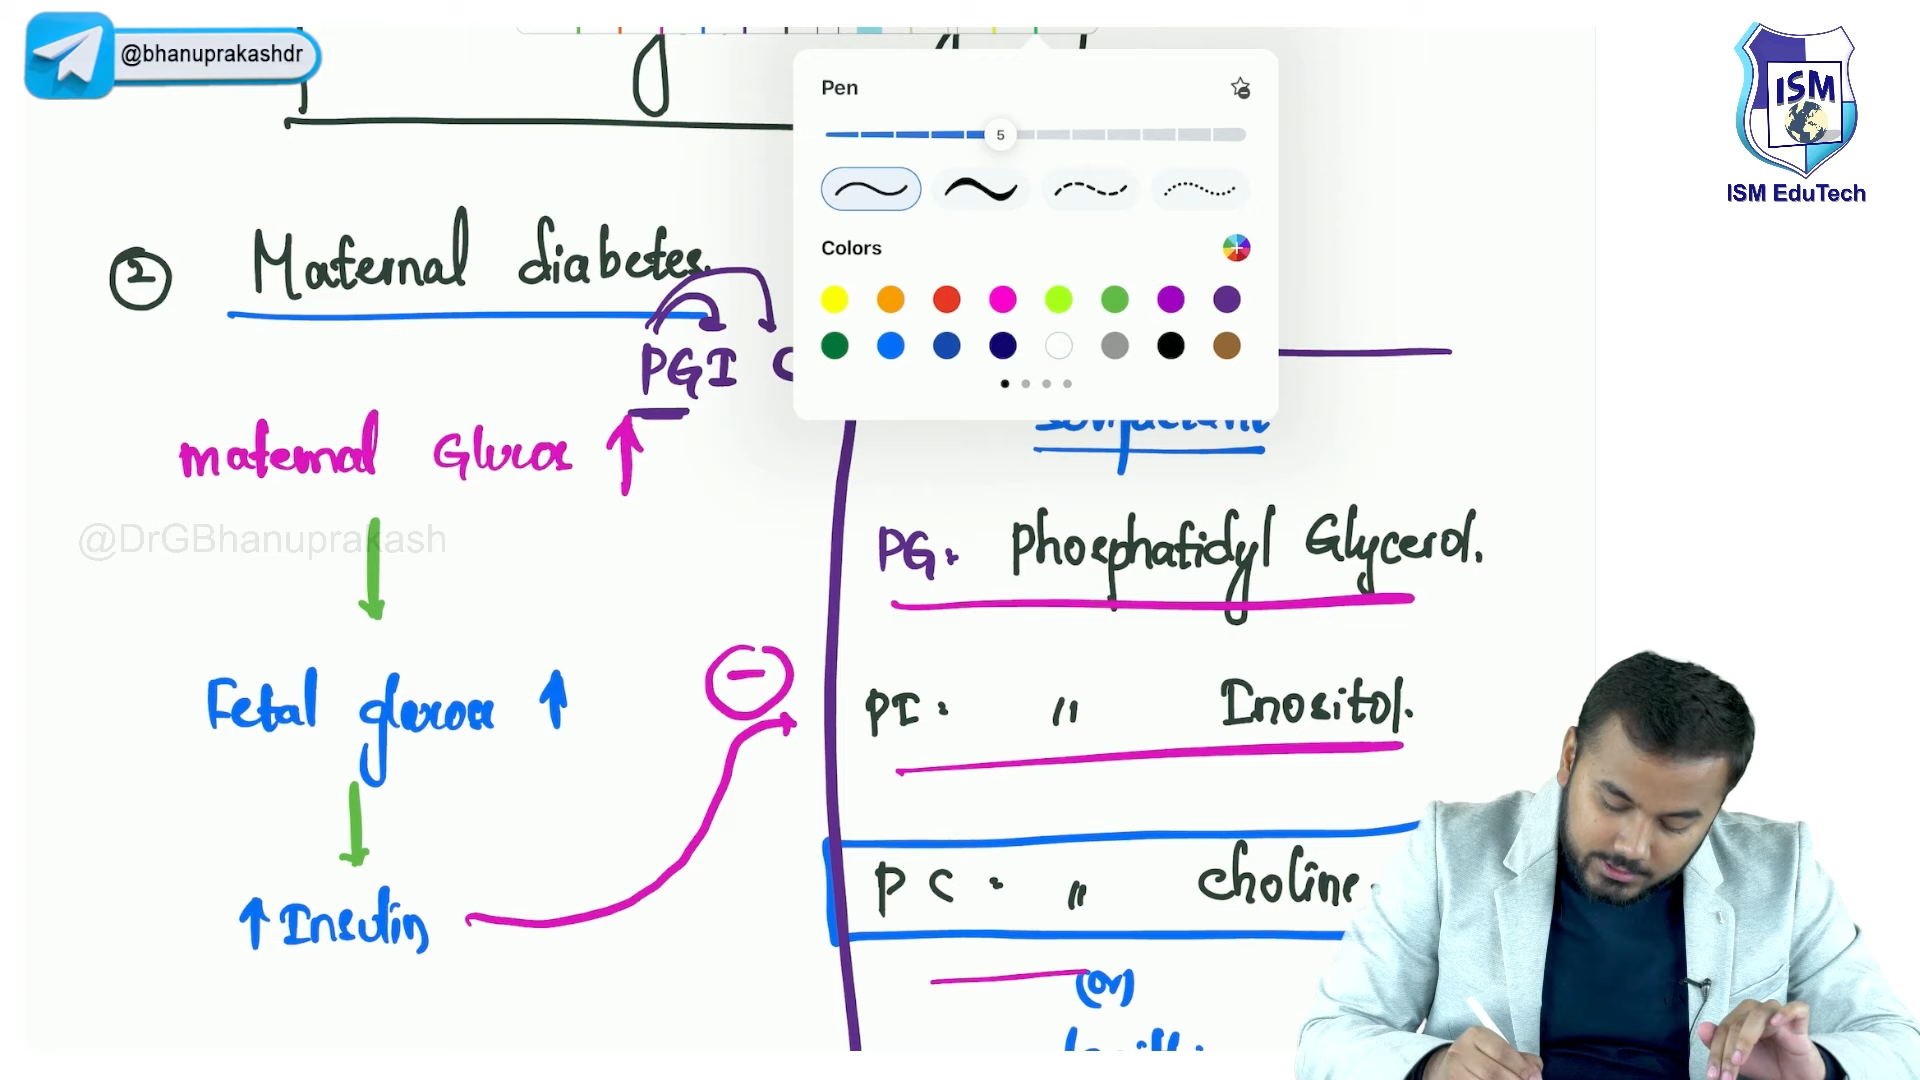 @bhanuprakashdr
Pen
5
Colors
ISM
ISM EduTech
② Maternal diabetes.
PGI C
maternal Glucose ↑
@DrGBhanuprakash
Fetal glucose ↑
↑ Insulin
−
surfactant
PG: Phosphatidyl Glycerol.
PI: 〃 Inositol.
PC: 〃 choline.
(or)